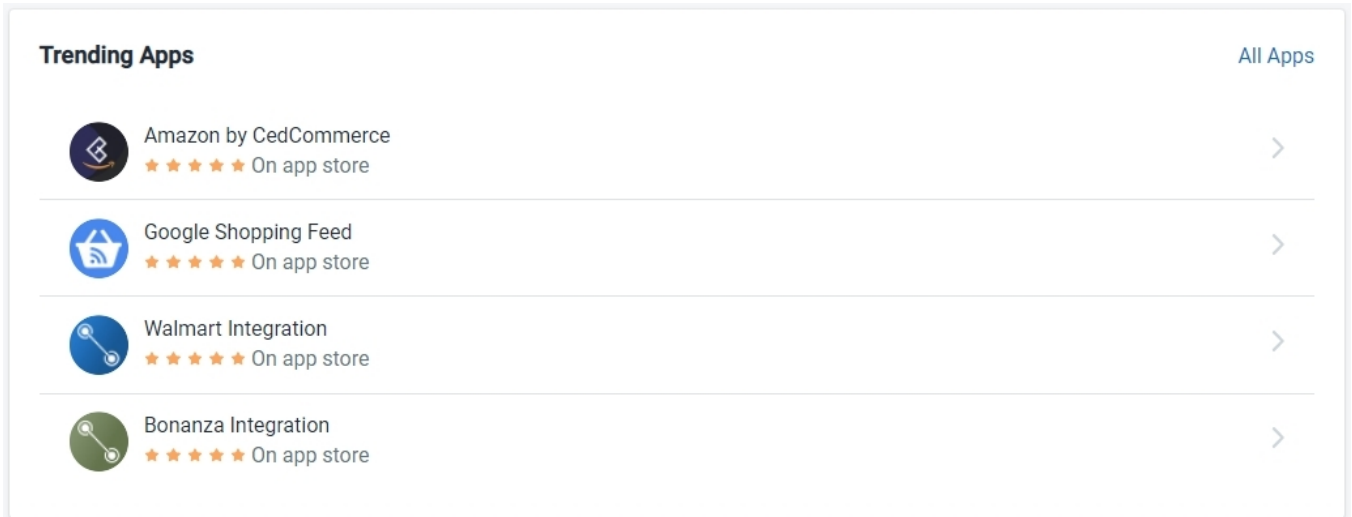 Trending Apps
All Apps
Amazon by CedCommerce
On app store
Google Shopping Feed
On app store
Walmart Integration
On app store
Bonanza Integration
On app store